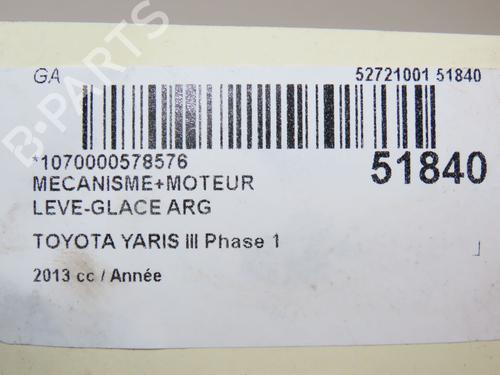 GA
52721001 51840
*1070000578576
51840
MECANISME+MOTEUR
LEVE-GLACE ARG
TOYOTA YARIS III Phase 1
2013 cc / Année
B-PARTS